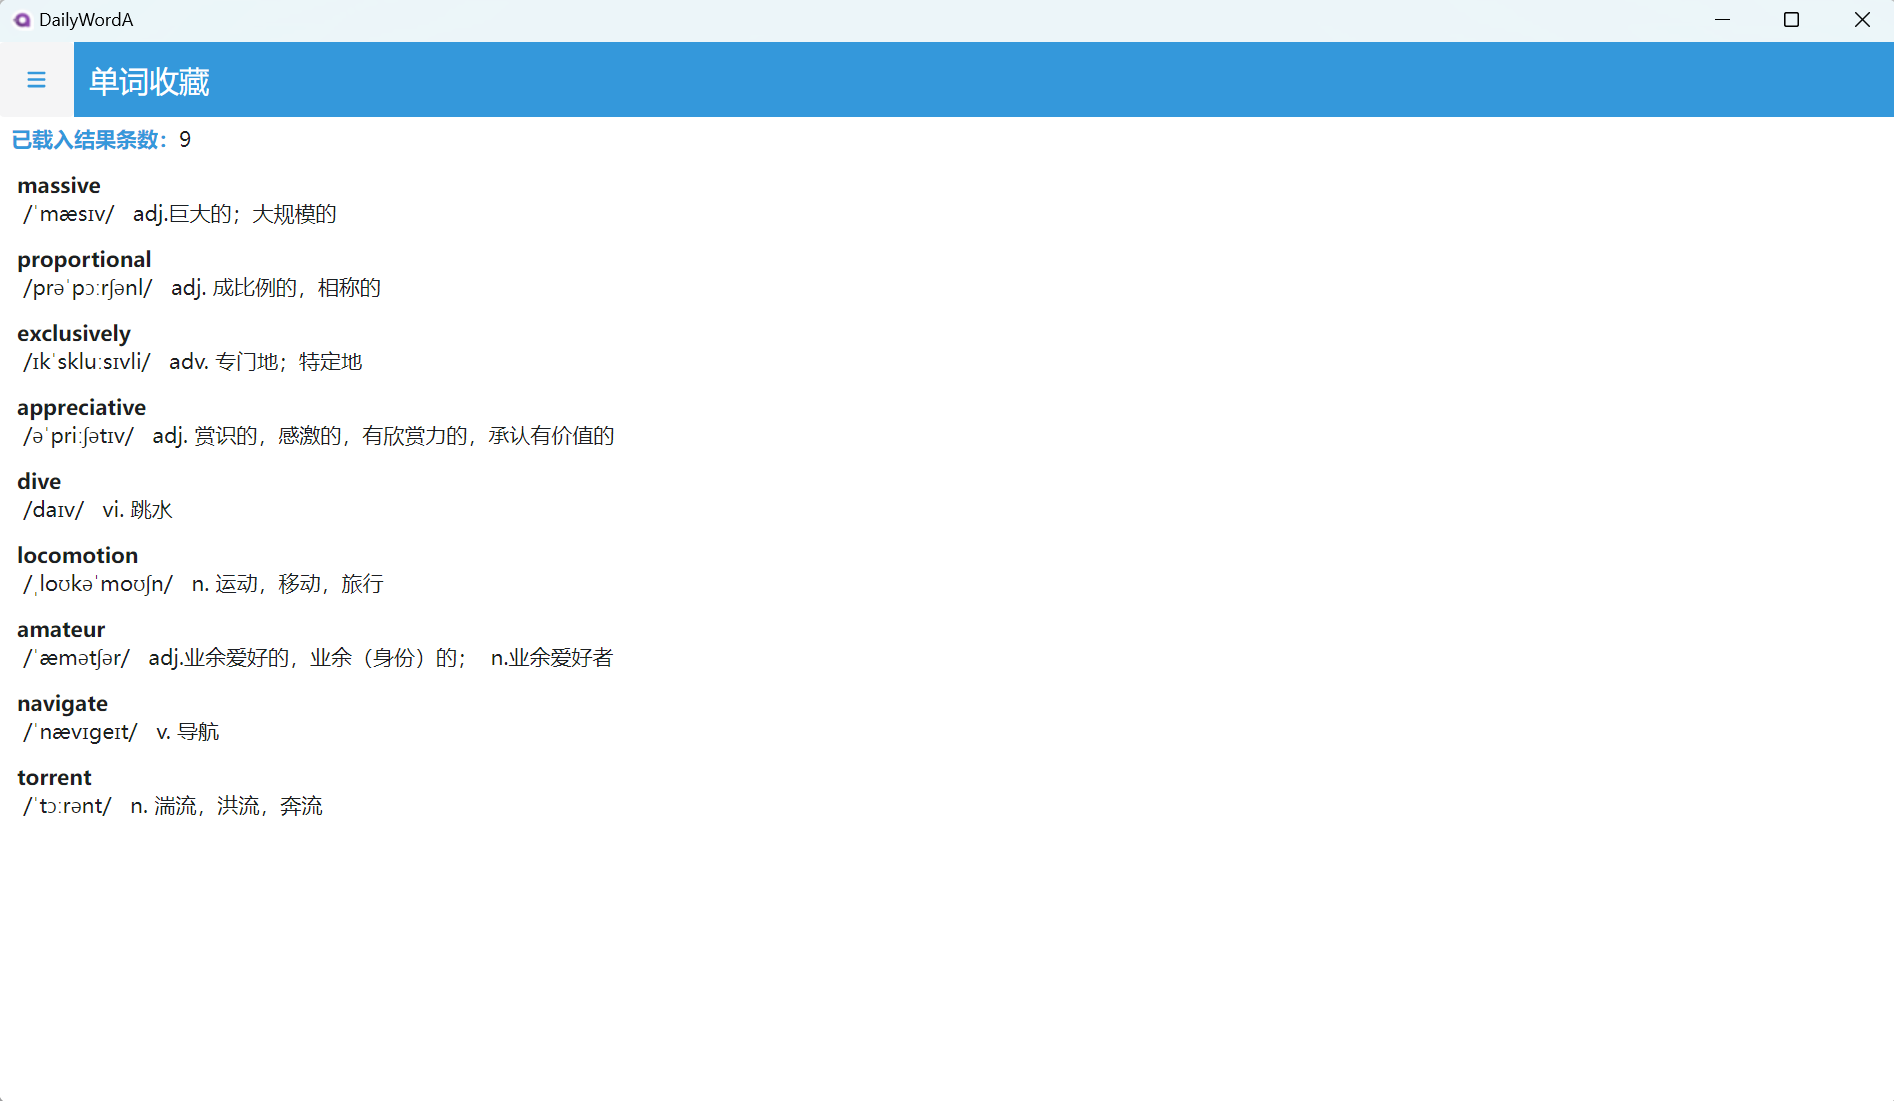 DailyWordA
单词收藏
已载入结果条数：9
massive
/ˈmæsɪv/   adj.巨大的；大规模的
proportional
/prəˈpɔːrʃənl/   adj. 成比例的，相称的
exclusively
/ɪkˈskluːsɪvli/   adv. 专门地；特定地
appreciative
/əˈpriːʃətɪv/   adj. 赏识的，感激的，有欣赏力的，承认有价值的
dive
/daɪv/   vi. 跳水
locomotion
/ˌloʊkəˈmoʊʃn/   n. 运动，移动，旅行
amateur
/ˈæmətʃər/   adj.业余爱好的，业余（身份）的；   n.业余爱好者
navigate
/ˈnævɪɡeɪt/   v. 导航
torrent
/ˈtɔːrənt/   n. 湍流，洪流，奔流